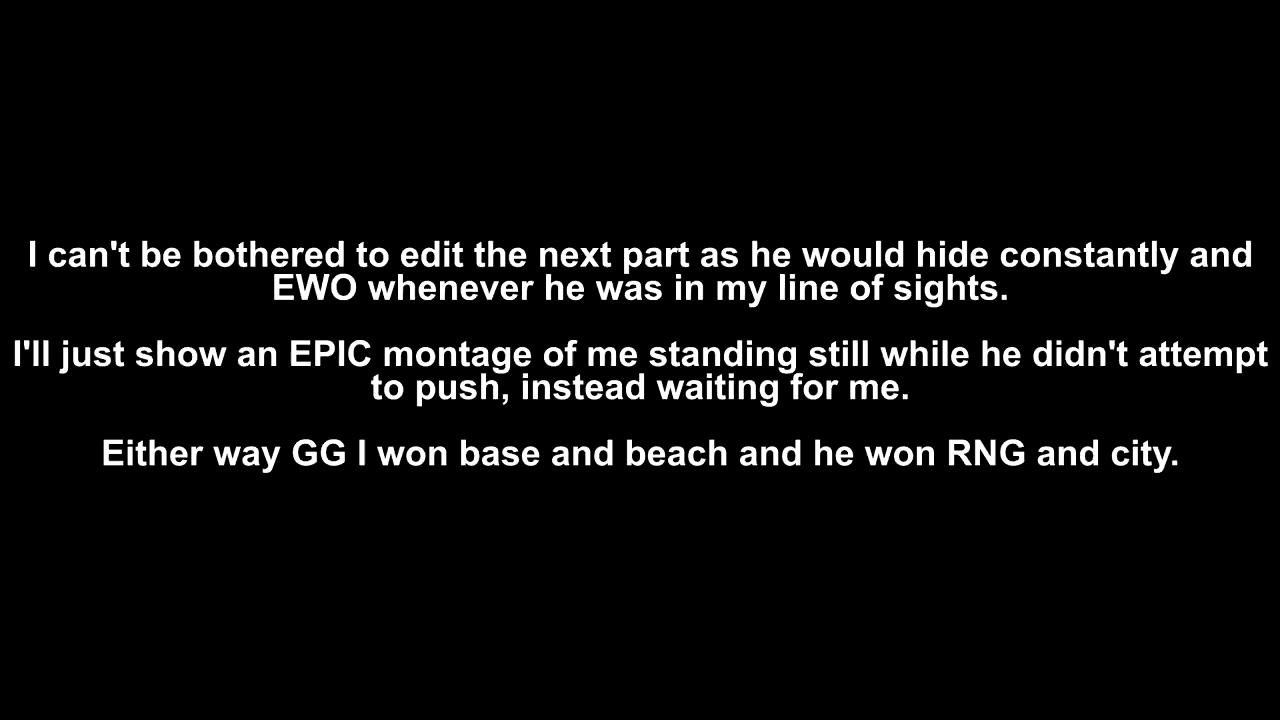 I can't be bothered to edit the next part as he would hide constantly and
EWO whenever he was in my line of sights.
I'll just show an EPIC montage of me standing still while he didn't attempt
to push, instead waiting for me.
Either way GG I won base and beach and he won RNG and city.